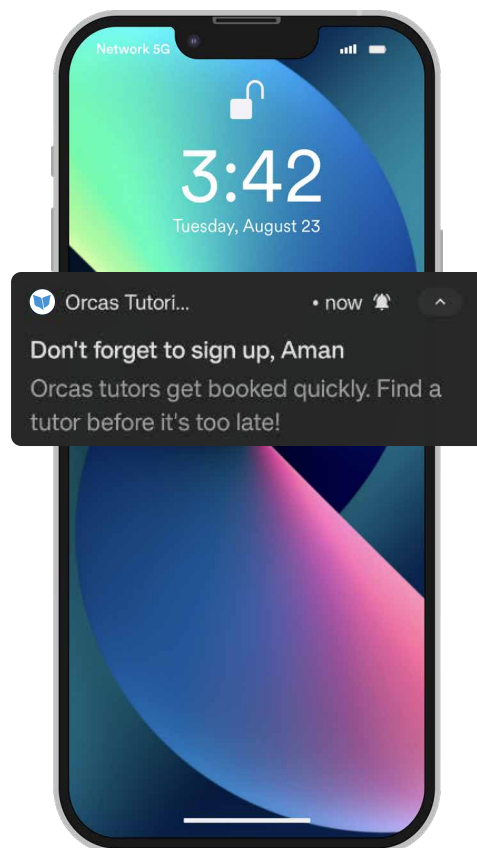 Network 5G
3:42
Tuesday, August 23
Orcas Tutori... • now
Don't forget to sign up, Aman
Orcas tutors get booked quickly. Find a
tutor before it's too late!